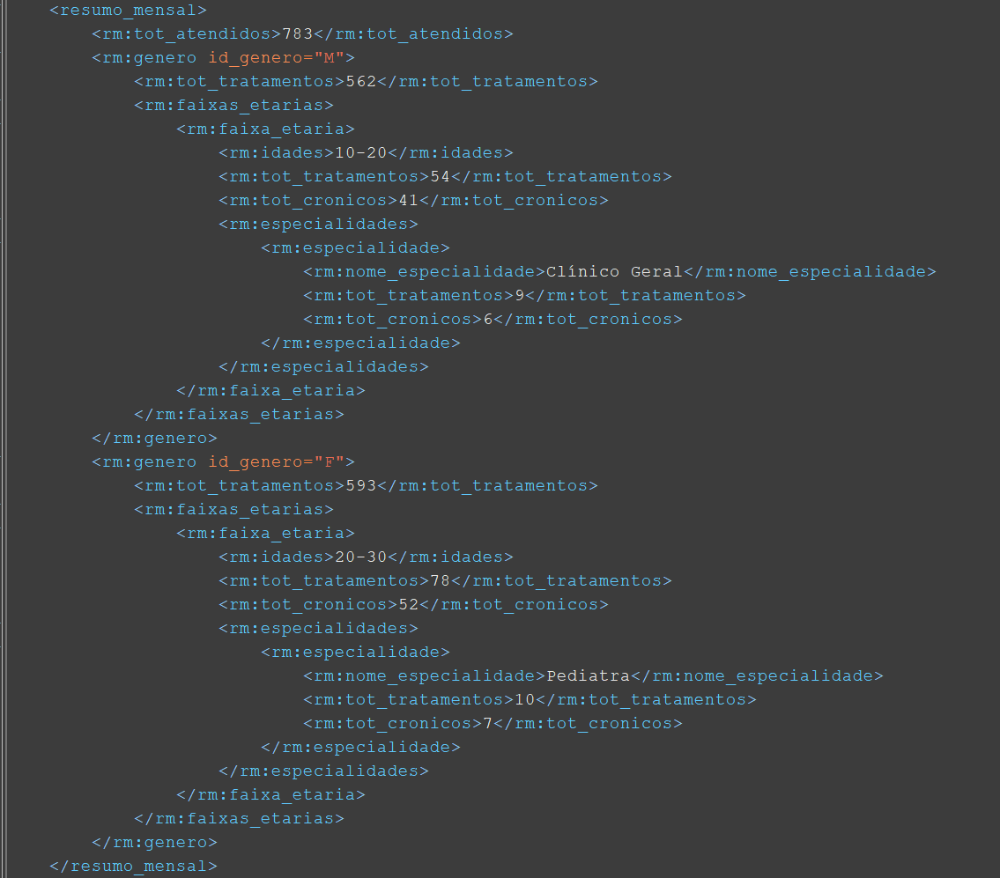 <resumo_mensal>
<rm:tot_atendidos>783</rm:tot_atendidos>
<rm:genero id_genero="M">
<rm:tot_tratamentos>562</rm:tot_tratamentos>
<rm:faixas_etarias>
<rm:faixa_etaria>
<rm:idades>10-20</rm:idades>
<rm:tot_tratamentos>54</rm:tot_tratamentos>
<rm:tot_cronicos>41</rm:tot_cronicos>
<rm:especialidades>
<rm:especialidade>
<rm:nome_especialidade>Clínico Geral</rm:nome_especialidade>
<rm:tot_tratamentos>9</rm:tot_tratamentos>
<rm:tot_cronicos>6</rm:tot_cronicos>
</rm:especialidade>
</rm:especialidades>
</rm:faixa_etaria>
</rm:faixas_etarias>
</rm:genero>
<rm:genero id_genero="F">
<rm:tot_tratamentos>593</rm:tot_tratamentos>
<rm:faixas_etarias>
<rm:faixa_etaria>
<rm:idades>20-30</rm:idades>
<rm:tot_tratamentos>78</rm:tot_tratamentos>
<rm:tot_cronicos>52</rm:tot_cronicos>
<rm:especialidades>
<rm:especialidade>
<rm:nome_especialidade>Pediatra</rm:nome_especialidade>
<rm:tot_tratamentos>10</rm:tot_tratamentos>
<rm:tot_cronicos>7</rm:tot_cronicos>
</rm:especialidade>
</rm:especialidades>
</rm:faixa_etaria>
</rm:faixas_etarias>
</rm:genero>
</resumo_mensal>